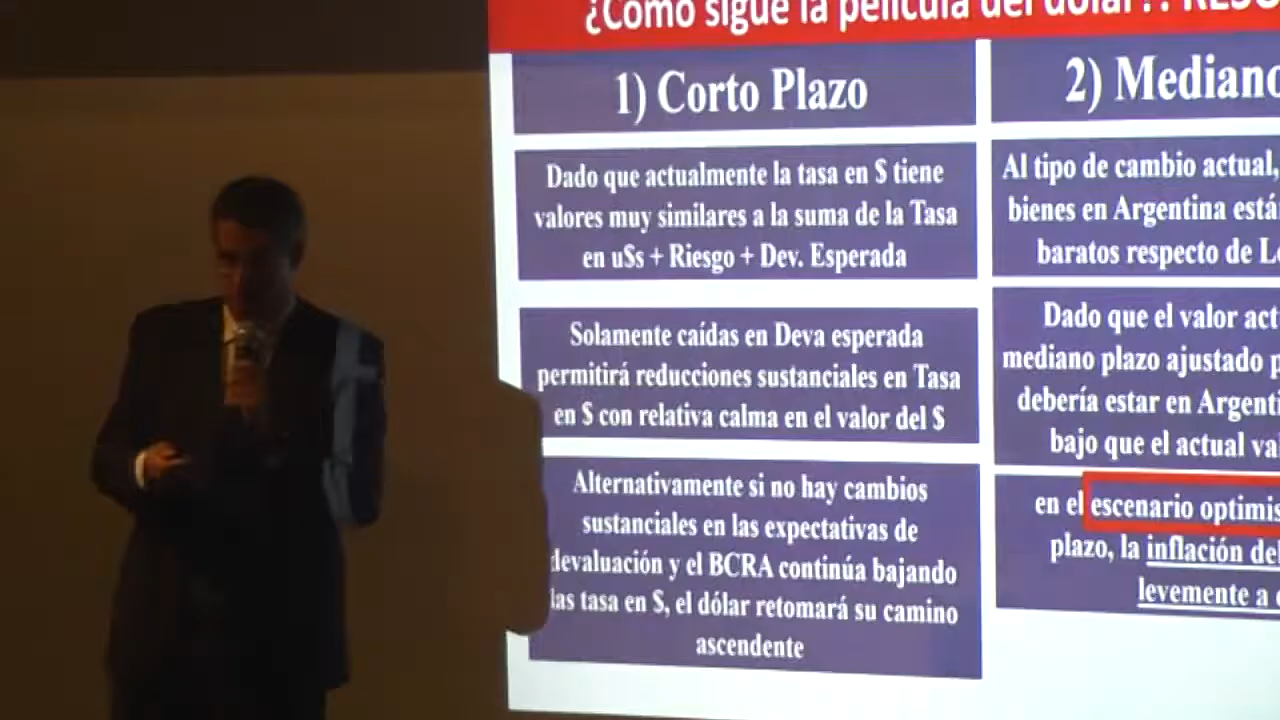 ¿Cómo sigue la película del dólar?:
1) Corto Plazo
Dado que actualmente la tasa en $ tiene
valores muy similares a la suma de la Tasa
en u$s + Riesgo + Dev. Esperada
Solamente caídas en Deva esperada
permitirá reducciones sustanciales en Tasa
en $ con relativa calma en el valor del $
Alternativamente si no hay cambios
sustanciales en las expectativas de
devaluación y el BCRA continúa bajando
las tasa en $, el dólar retomará su camino
ascendente
2) Mediano
Al tipo de cambio actual,
bienes en Argentina está
baratos respecto de
Dado que el valor act
mediano plazo ajustado
debería estar en Argenti
bajo que el actual va
en el escenario optimis
plazo, la inflación del
levemente a